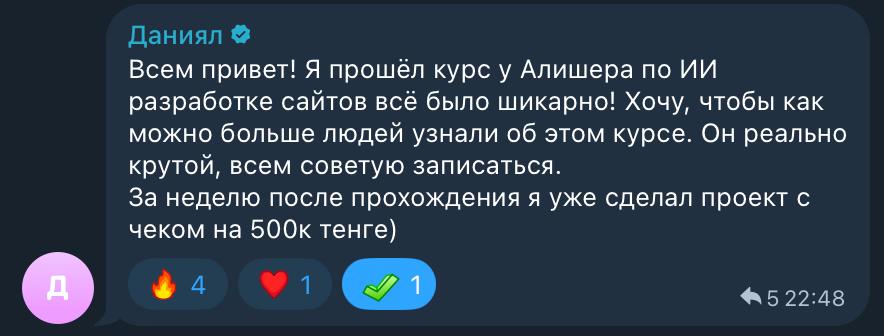 Даниял
Всем привет! Я прошёл курс у Алишера по ИИ
разработке сайтов всё было шикарно! Хочу, чтобы как
можно больше людей узнали об этом курсе. Он реально
крутой, всем советую записаться.
За неделю после прохождения я уже сделал проект с
чеком на 500к тенге)
Д
4
1
1
5 22:48